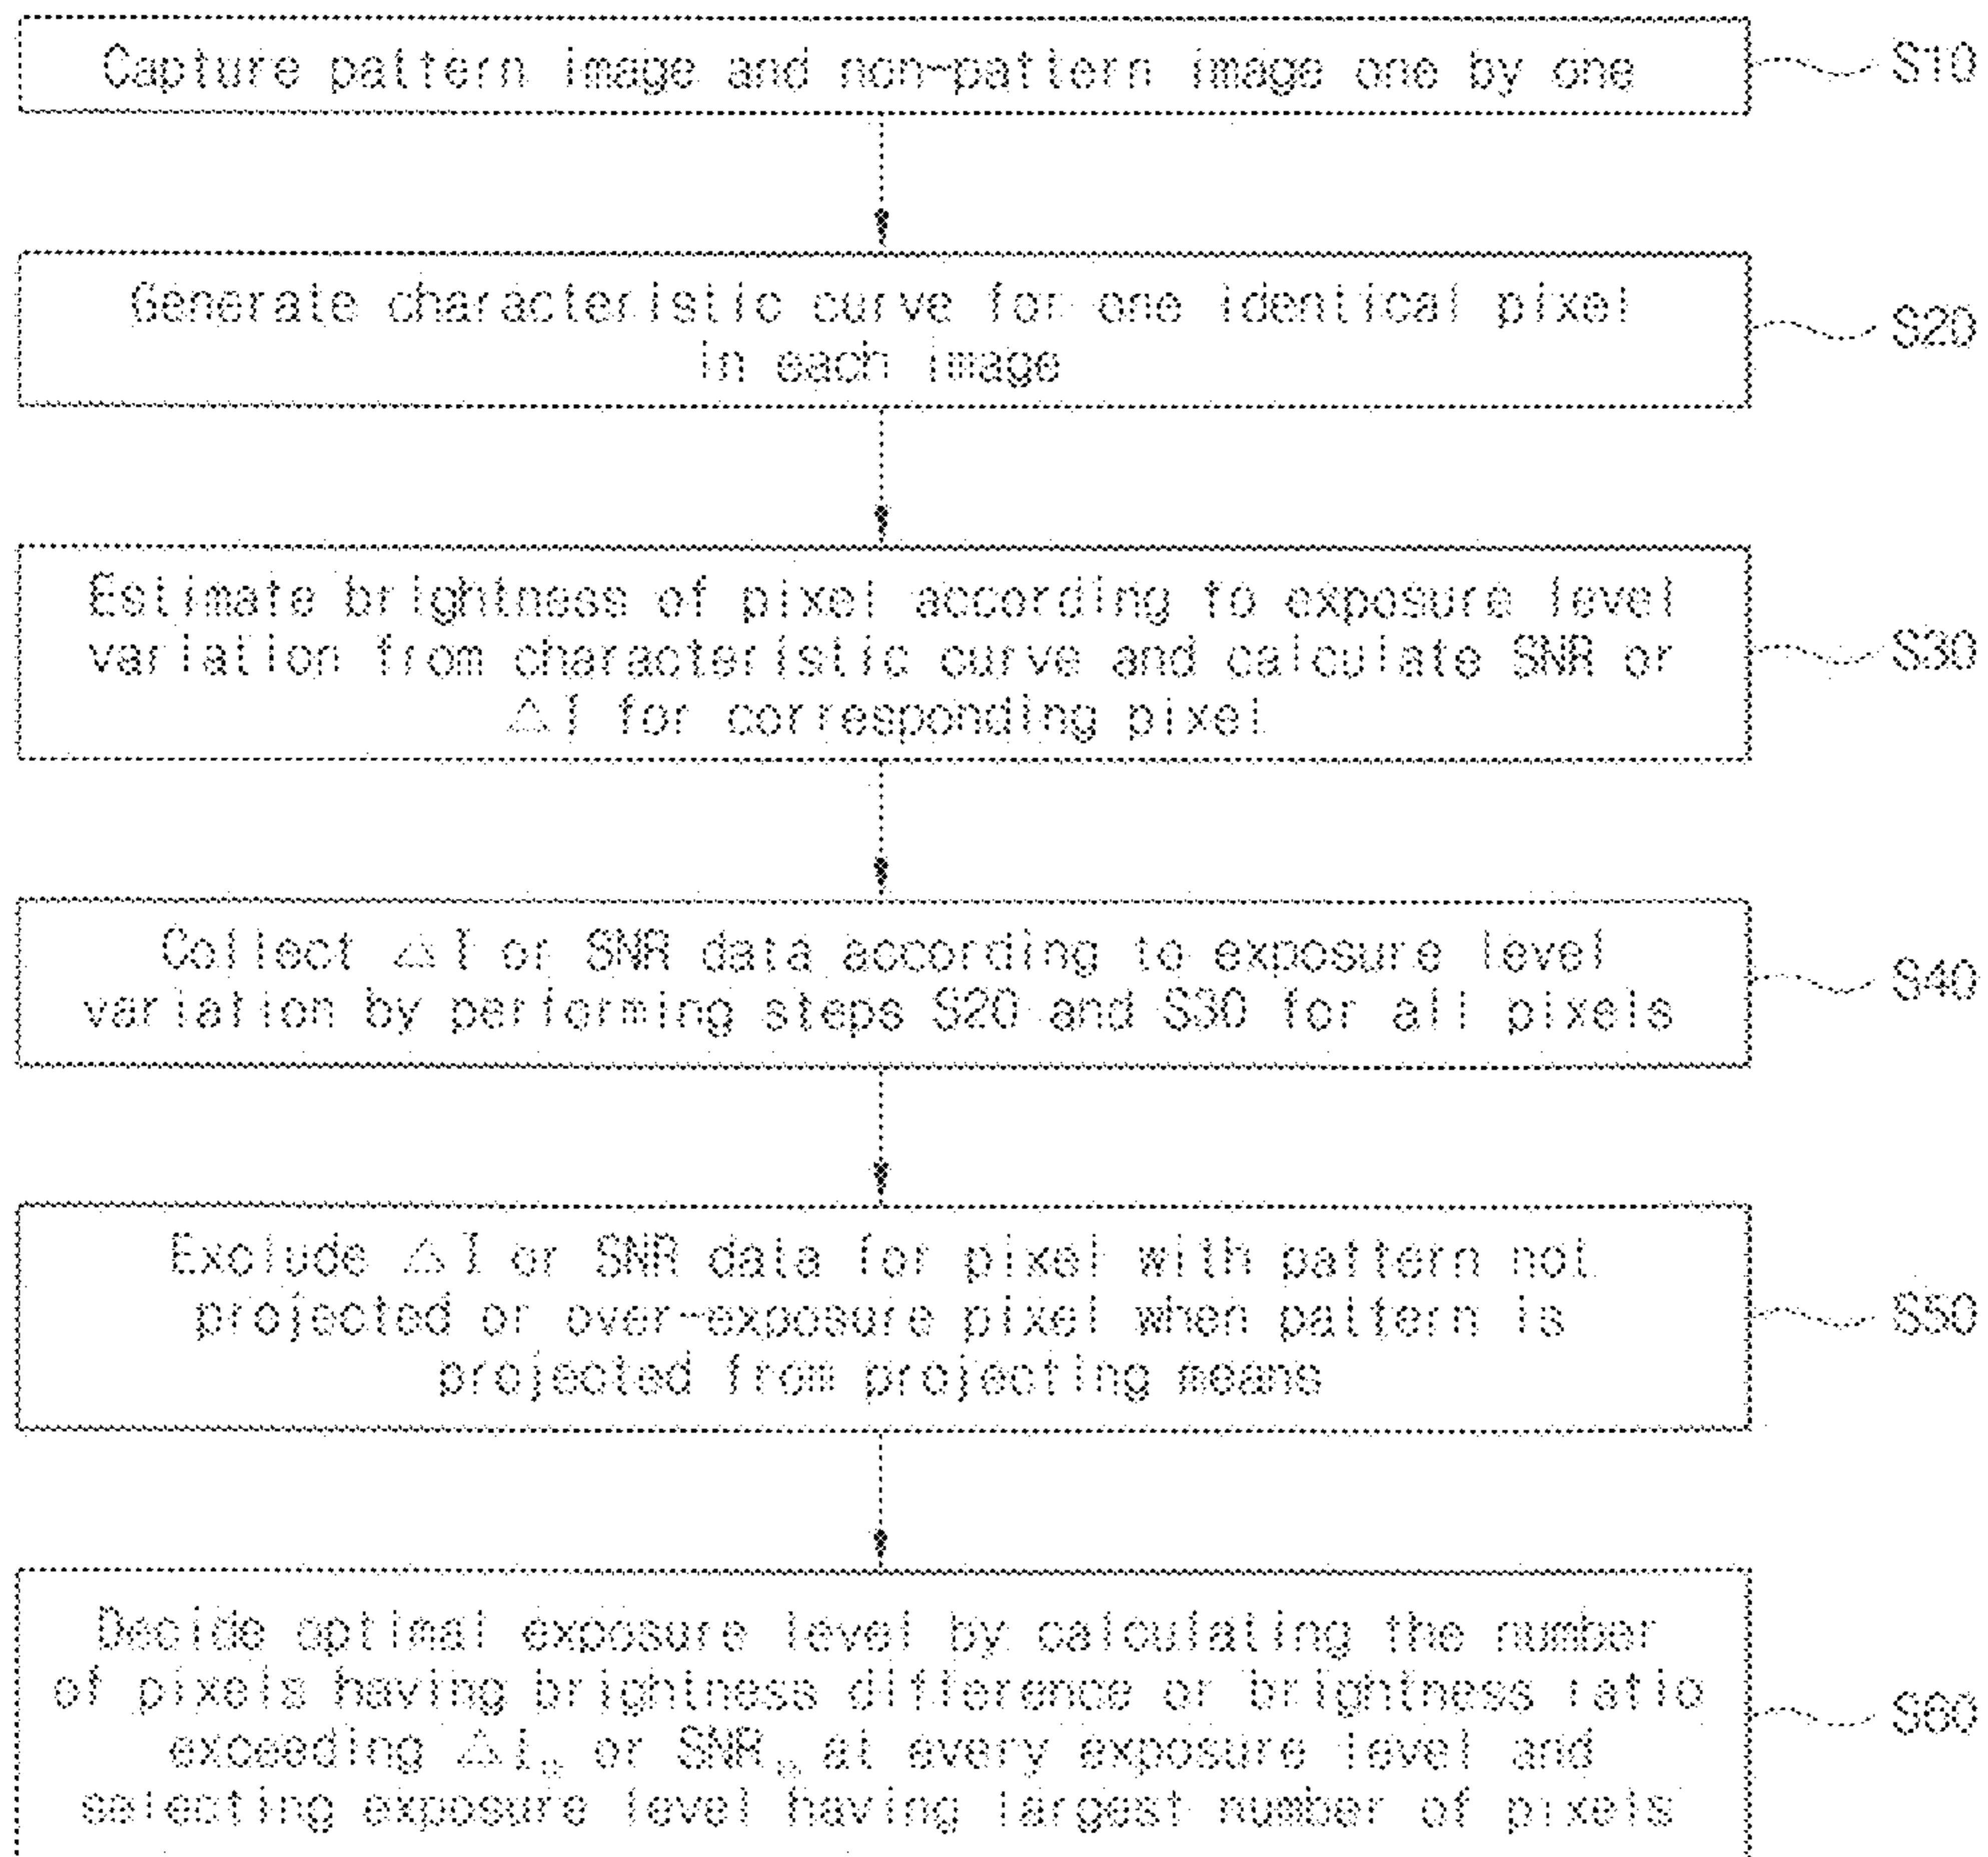 Capture pattern image and non-pattern image one by one
S10
Generate characteristic curve for one identical pixel
in each image
S20
Estimate brightness of pixel according to exposure level
variation from characteristic curve and calculate SNR or
△I for corresponding pixel
S30
Collect △I or SNR data according to exposure level
variation by performing steps S20 and S30 for all pixels
S40
Exclude △I or SNR data for pixel with pattern not
projected or over-exposure pixel when pattern is
projected from projecting means
S50
Decide optimal exposure level by calculating the number
of pixels having brightness difference or brightness ratio
exceeding △I or SNR at every exposure level and
selecting exposure level having largest number of pixels
S60